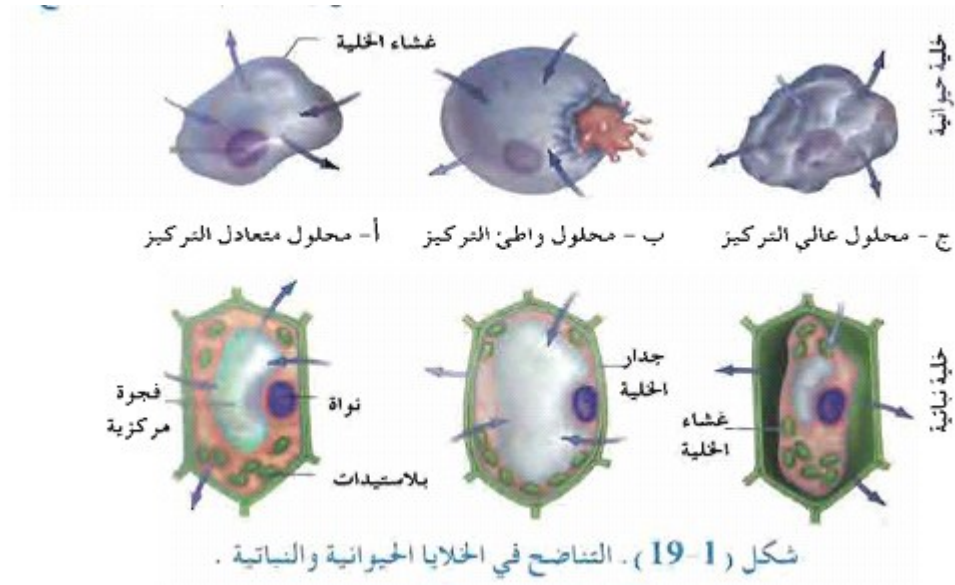 غشاء الخلية
خلية حيوانية
أ- محلول متعادل التركيز
ب - محلول واطئ التركيز
ج - محلول عالي التركيز
خلية نباتية
فجوة
مركزية
نواة
بلاستيدات
جدار
الخلية
غشاء
الخلية
شكل (1-19). التناضح في الخلايا الحيوانية والنباتية .